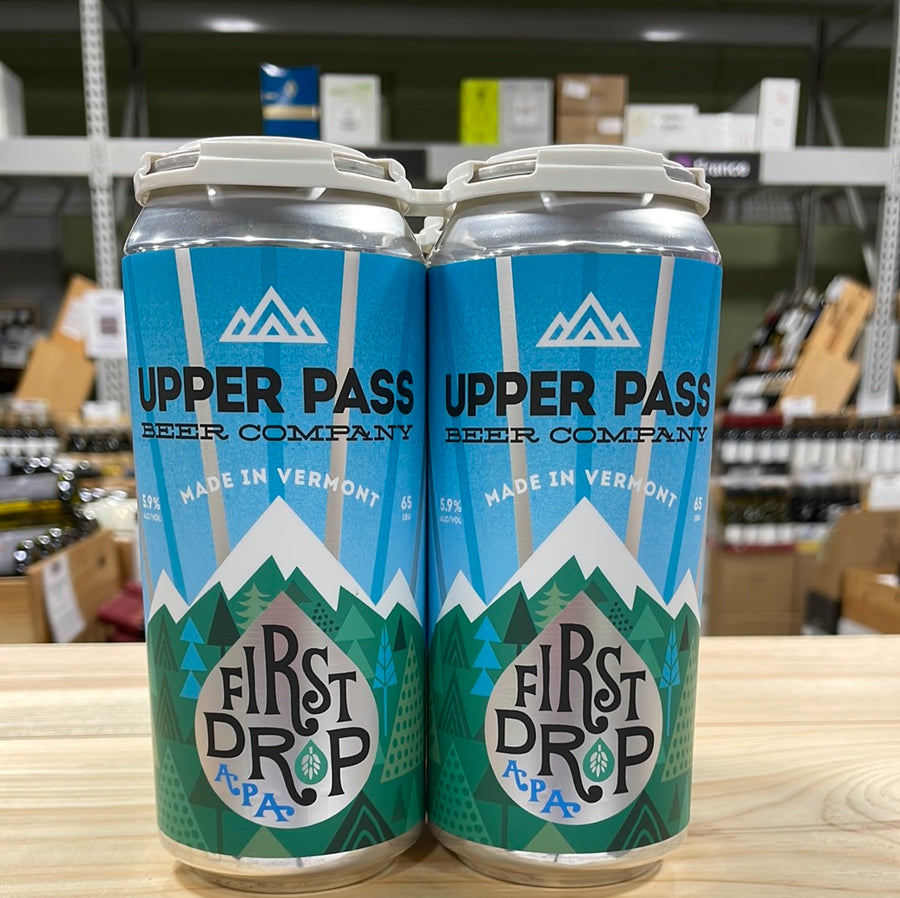 France
UPPER PASS
BEER COMPANY
MADE IN VERMONT
5.9%
ALC/VOL
65
IBU
FIRST
DROP
APA
UPPER PASS
BEER COMPANY
MADE IN VERMONT
5.9%
ALC/VOL
65
IBU
FIRST
DROP
APA